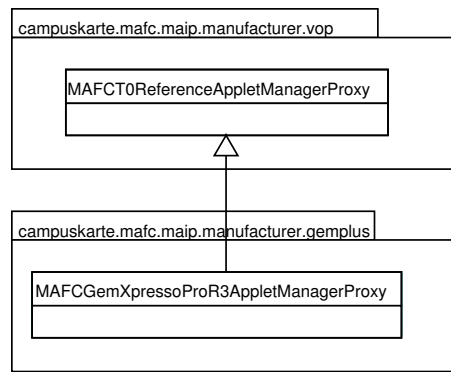 campuskarte.mafc.maip.manufacturer.vop
MAFCT0ReferenceAppletManagerProxy
campuskarte.mafc.maip.manufacturer.gemplus
MAFCGemXpressoProR3AppletManagerProxy